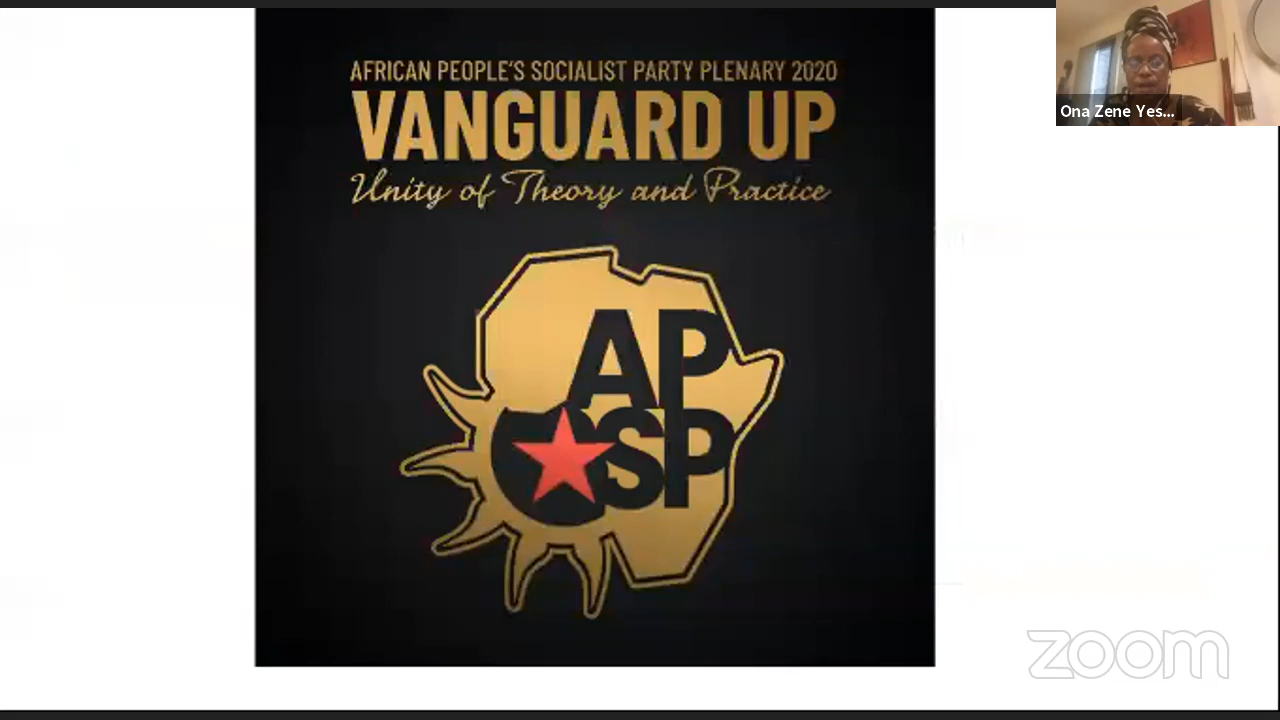 AFRICAN PEOPLE'S SOCIALIST PARTY PLENARY 2020
VANGUARD UP
Unity of Theory and Practice
AP
SP
Ona Zene Yes...
zoom